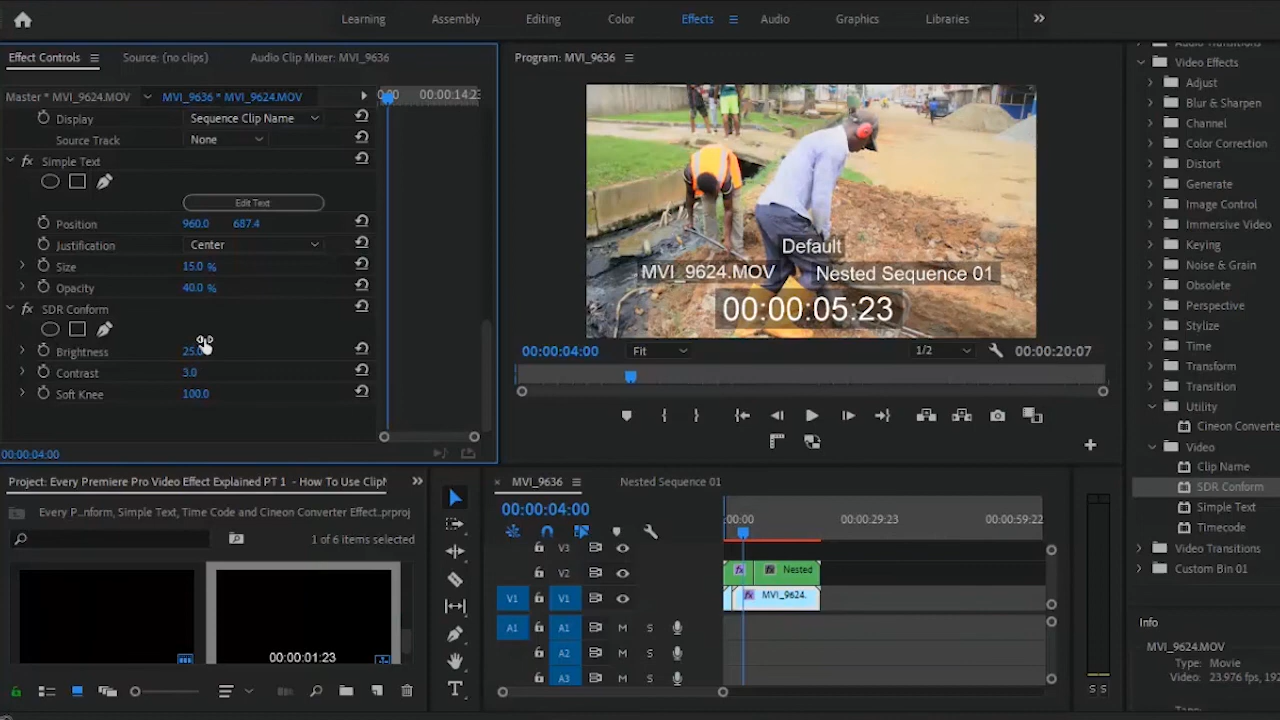 Learning Assembly Editing Color Effects Audio Graphics Libraries
Effect Controls Source: (no clips) Audio Clip Mixer: MVI_9636
Master * MVI_9624.MOV MVI_9636 * MVI_9624.MOV
00:00:14:23
Display Sequence Clip Name
Source Track None
fx Simple Text
Edit Text
Position 960.0 687.4
Justification Center
Size 15.0 %
Opacity 40.0 %
fx SDR Conform
Brightness 25.0
Contrast 3.0
Soft Knee 100.0
00:00:04:00
Program: MVI_9636
Default
MVI_9624.MOV Nested Sequence 01
00:00:05:23
00:00:04:00 Fit 1/2 00:00:20:07
Video Effects
Adjust
Blur & Sharpen
Channel
Color Correction
Distort
Generate
Image Control
Immersive Video
Keying
Noise & Grain
Obsolete
Perspective
Stylize
Time
Transform
Transition
Utility
Cineon Converte
Video
Clip Name
SDR Conform
Simple Text
Timecode
Video Transitions
Custom Bin 01
Info
MVI_9624.MOV
Type: Movie
Video: 23.976 fps, 192
Project: Every Premiere Pro Video Effect Explained PT 1 - How To Use ClipN
Every P...nform, Simple Text, Time Code and Cineon Converter Effect..prproj
1 of 6 items selected
00:00:01:23
MVI_9636 Nested Sequence 01
00:00:04:00
:00:00 00:00:29:23 00:00:59:22
V3
V2 fx fx Nested
V1 V1 fx MVI_9624.
A1 A1 M S
A2 M S
A3 M S
S S